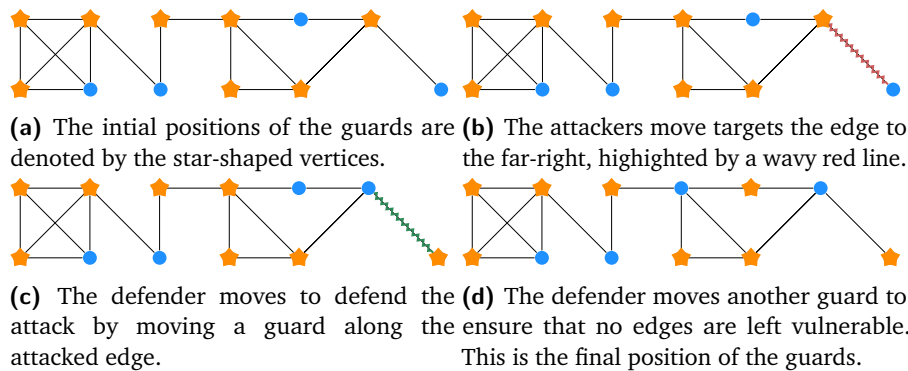 (a) The intial positions of the guards are
denoted by the star-shaped vertices.
(b) The attackers move targets the edge to
the far-right, highighted by a wavy red line.
(c) The defender moves to defend the
attack by moving a guard along the
attacked edge.
(d) The defender moves another guard to
ensure that no edges are left vulnerable.
This is the final position of the guards.